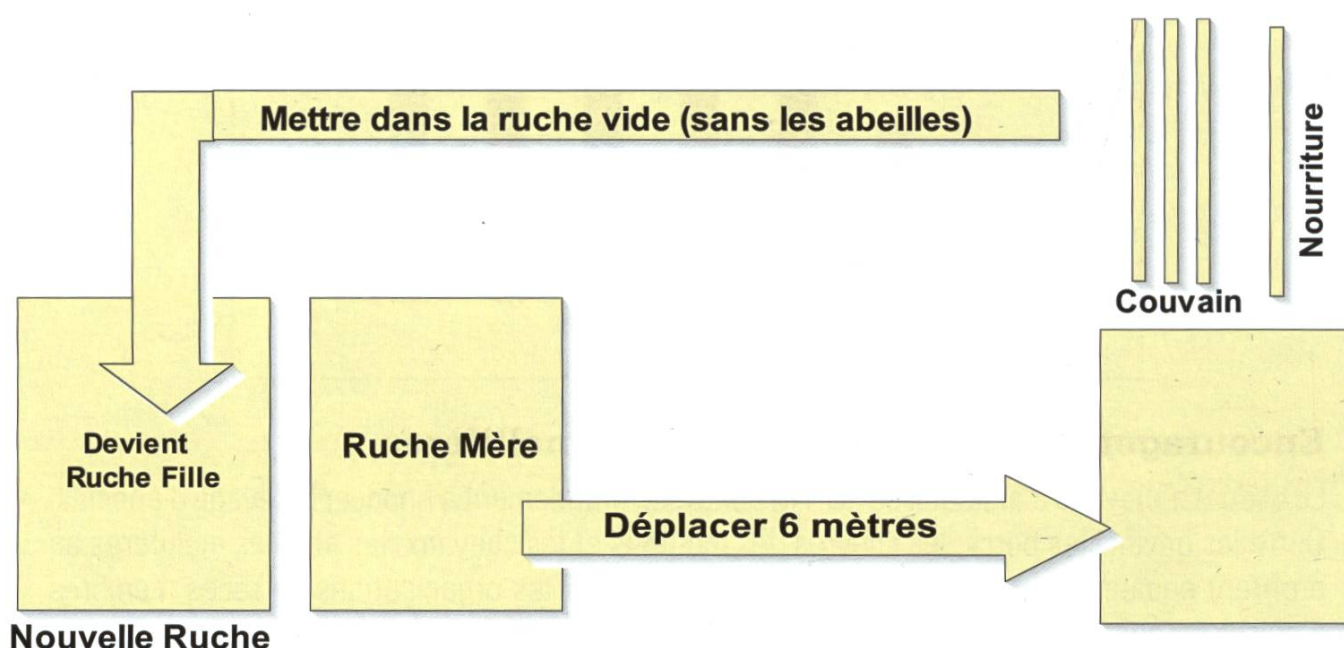 Mettre dans la ruche vide (sans les abeilles)
Nourriture
Couvain
Devient
Ruche Fille
Ruche Mère
Déplacer 6 mètres
Nouvelle Ruche